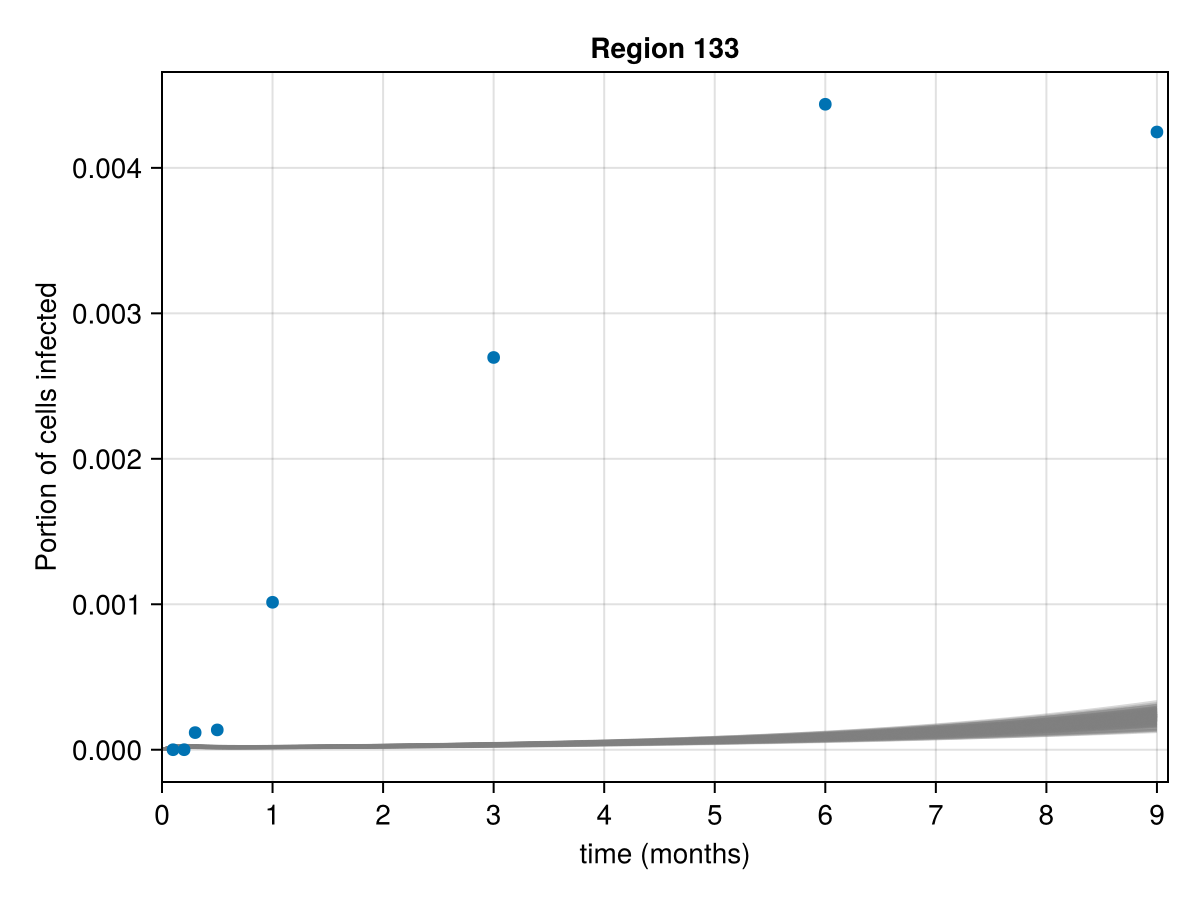 Region 133
Portion of cells infected
0.004
0.003
0.002
0.001
0.000
0 1 2 3 4 5 6 7 8 9
time (months)